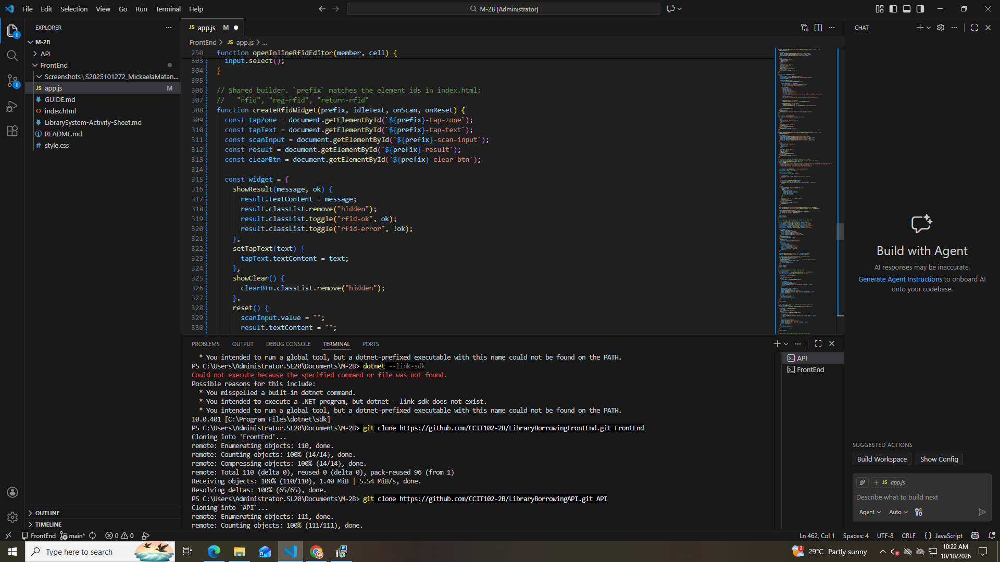 File Edit Selection View Go Run Terminal Help
M-2B [Administrator]
EXPLORER
M-2B
API
FrontEnd
Screenshots\S2025101272_MickaelaMatan...
JS app.js M
GUIDE.md
<> index.html
LibrarySystem-Activity-Sheet.md
README.md
# style.css
OUTLINE
TIMELINE
JS app.js M
FrontEnd > JS app.js > ...
250 function openInlineRfidEditor(member, cell) {
303 input.select();
304 }
305
306 // Shared builder. `prefix` matches the element ids in index.html:
307 //   "rfid", "reg-rfid", "return-rfid"
308 function createRfidWidget(prefix, idleText, onScan, onReset) {
309 const tapZone = document.getElementById(`${prefix}-tap-zone`);
310 const tapText = document.getElementById(`${prefix}-tap-text`);
311 const scanInput = document.getElementById(`${prefix}-scan-input`);
312 const result = document.getElementById(`${prefix}-result`);
313 const clearBtn = document.getElementById(`${prefix}-clear-btn`);
314
315 const widget = {
316 showResult(message, ok) {
317 result.textContent = message;
318 result.classList.remove("hidden");
319 result.classList.toggle("rfid-ok", ok);
320 result.classList.toggle("rfid-error", !ok);
321 },
322 setTapText(text) {
323 tapText.textContent = text;
324 },
325 showClear() {
326 clearBtn.classList.remove("hidden");
327 },
328 reset() {
329 scanInput.value = "";
330 result.textContent = "";
PROBLEMS OUTPUT DEBUG CONSOLE TERMINAL PORTS
* You intended to run a global tool, but a dotnet-prefixed executable with this name could not be found on the PATH.
PS C:\Users\Administrator.SL20\Documents\M-2B> dotnet --link-sdk
Could not execute because the specified command or file was not found.
Possible reasons for this include:
* You misspelled a built-in dotnet command.
* You intended to execute a .NET program, but dotnet---link-sdk does not exist.
* You intended to run a global tool, but a dotnet-prefixed executable with this name could not be found on the PATH.
10.0.401 [C:\Program Files\dotnet\sdk]
PS C:\Users\Administrator.SL20\Documents\M-2B> git clone https://github.com/CCIT102-2B/LibraryBorrowingFrontEnd.git FrontEnd
Cloning into 'FrontEnd'...
remote: Enumerating objects: 110, done.
remote: Counting objects: 100% (14/14), done.
remote: Compressing objects: 100% (14/14), done.
remote: Total 110 (delta 0), reused 0 (delta 0), pack-reused 96 (from 1)
Receiving objects: 100% (110/110), 1.40 MiB | 5.54 MiB/s, done.
Resolving deltas: 100% (65/65), done.
PS C:\Users\Administrator.SL20\Documents\M-2B> git clone https://github.com/CCIT102-2B/LibraryBorrowingAPI.git API
Cloning into 'API'...
remote: Enumerating objects: 111, done.
remote: Counting objects: 100% (111/111), done.
API
FrontEnd
CHAT
Build with Agent
AI responses may be inaccurate.
Generate Agent Instructions to onboard AI
onto your codebase.
SUGGESTED ACTIONS
Build Workspace Show Config
+ JS app.js
Describe what to build next
Agent Auto
FrontEnd main* 0 0
Ln 462, Col 1 Spaces: 4 UTF-8 CRLF {} JavaScript
Type here to search
2 29°C Partly sunny
10:22 AM
10/10/2026